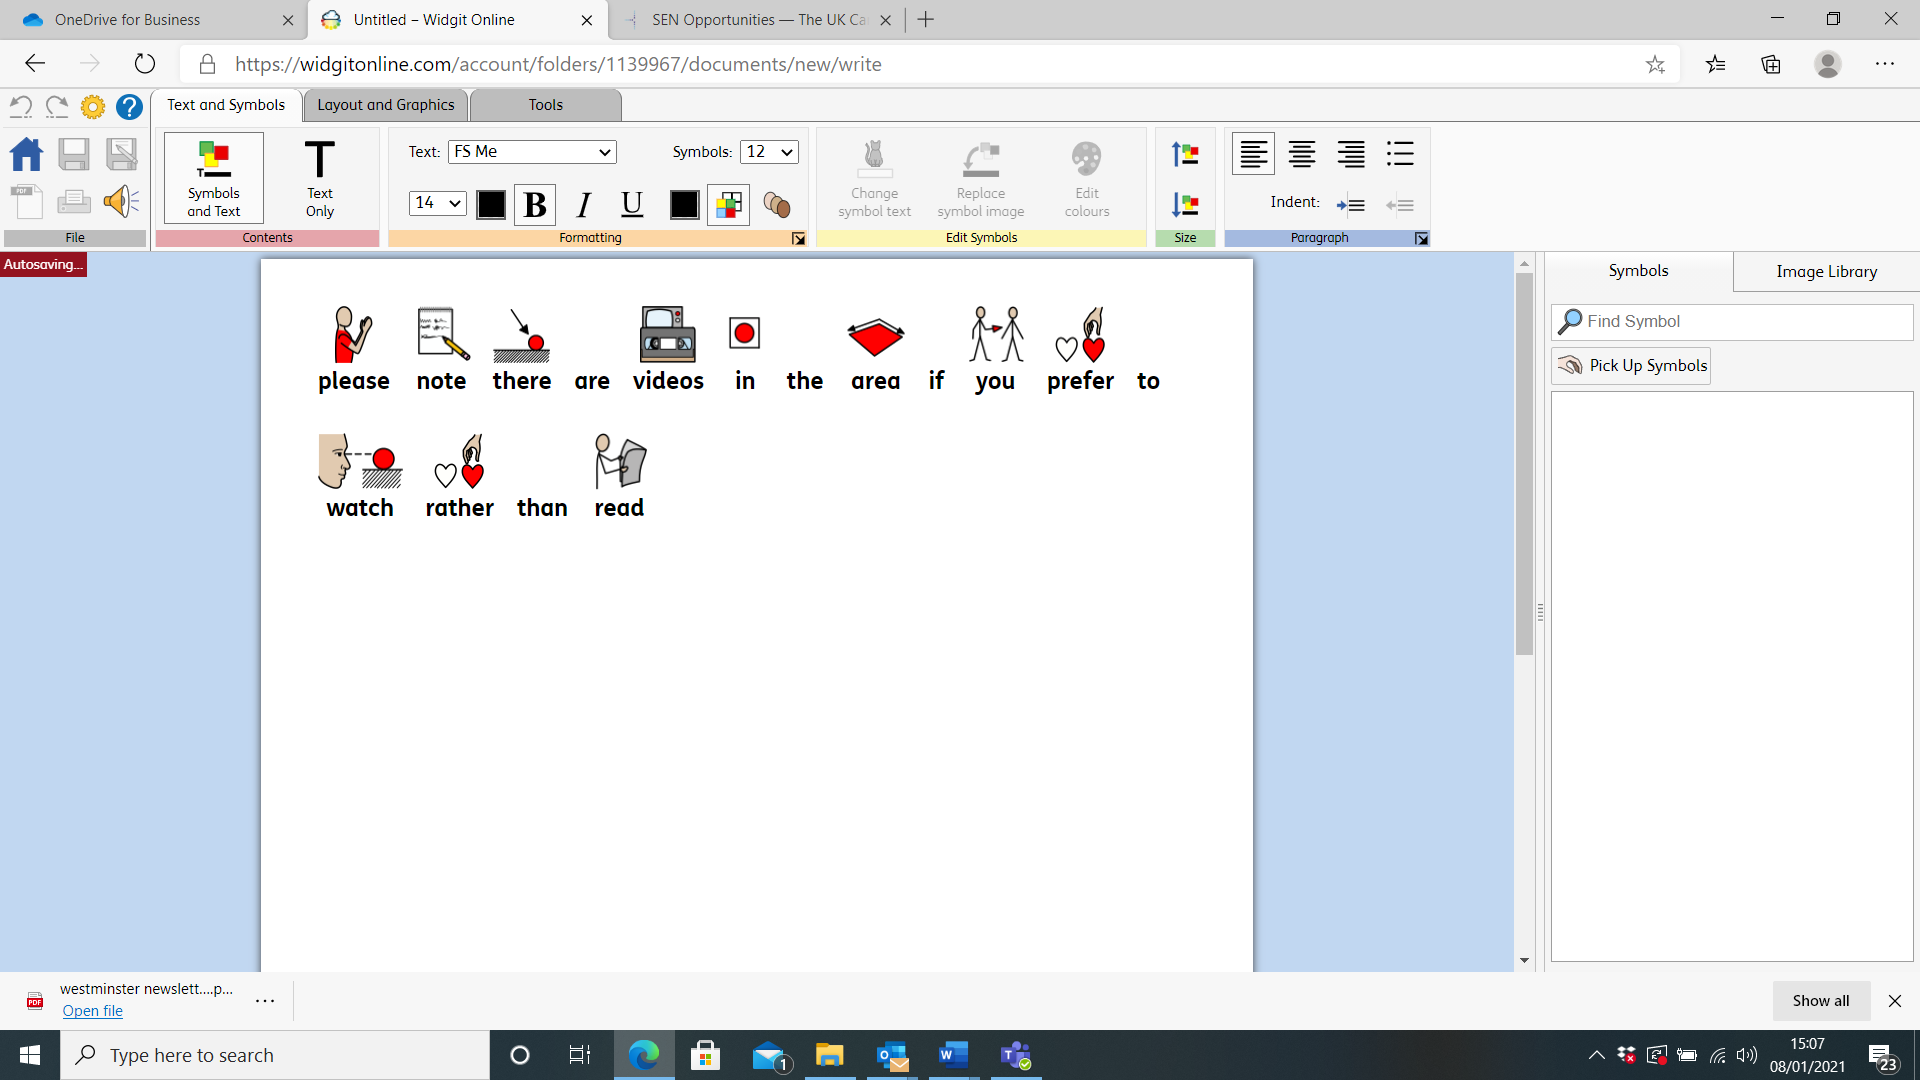 OneDrive for Business
Untitled – Widgit Online
SEN Opportunities — The UK Ca
https://widgitonline.com/account/folders/1139967/documents/new/write
Text and Symbols
Layout and Graphics
Tools
Symbols and Text
Text Only
Text: FS Me
Symbols: 12
14
B I U
Change symbol text
Replace symbol image
Edit colours
Indent:
PDF
File
Contents
Formatting
Edit Symbols
Size
Paragraph
Autosaving...
Symbols
Image Library
Find Symbol
Pick Up Symbols
please note there are videos in the area if you prefer to
watch rather than read
westminster newslett....p...
Open file
Show all
Type here to search
1
15:07
08/01/2021
23